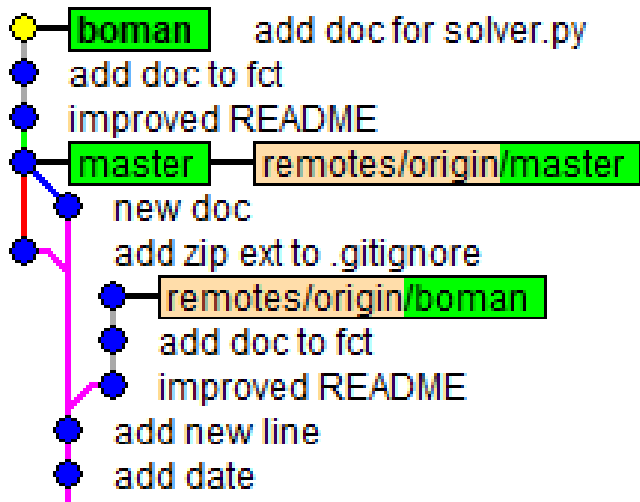 boman add doc for solver.py
add doc to fct
improved README
master remotes/origin/master
new doc
add zip ext to .gitignore
remotes/origin/boman
add doc to fct
improved README
add new line
add date